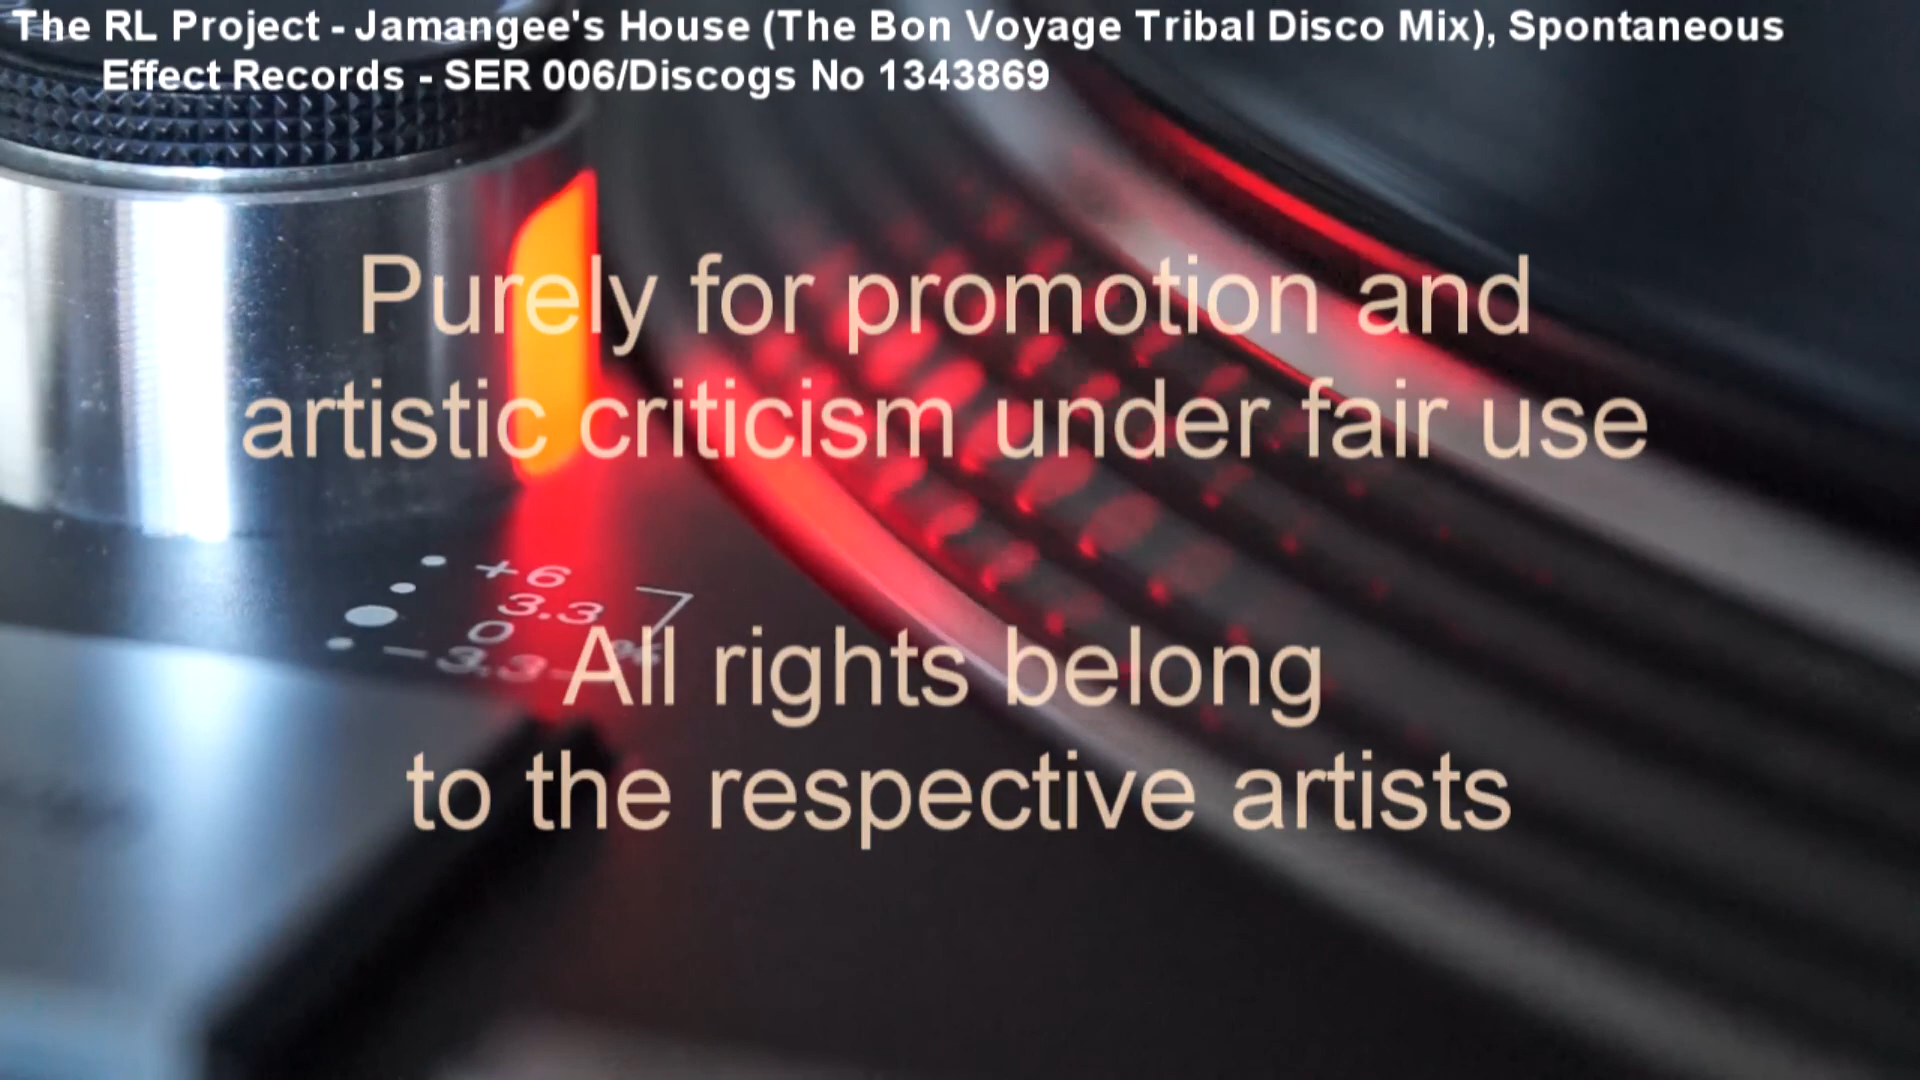 The RL Project - Jamangee's House (The Bon Voyage Tribal Disco Mix), Spontaneous
Effect Records - SER 006/Discogs No 1343869
Purely for promotion and
artistic criticism under fair use
+6
3.3
0
-3.3
All rights belong
to the respective artists